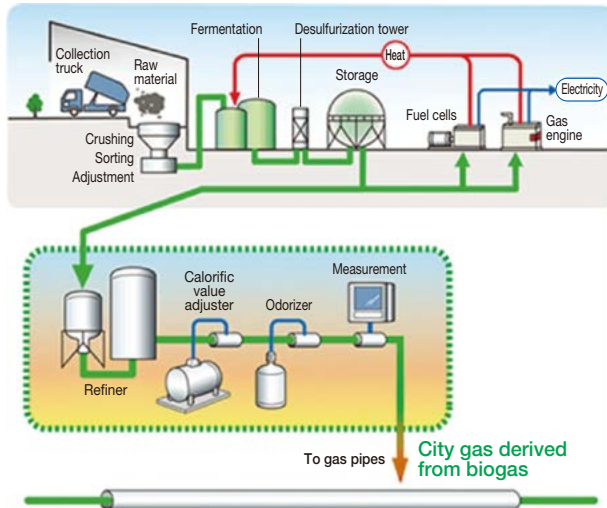 Fermentation
Desulfurization tower
Collection
truck
Raw
material
Heat
Storage
Electricity
Fuel cells
Gas
engine
Crushing
Sorting
Adjustment
Calorific
value
adjuster
Odorizer
Measurement
Refiner
To gas pipes
City gas derived
from biogas